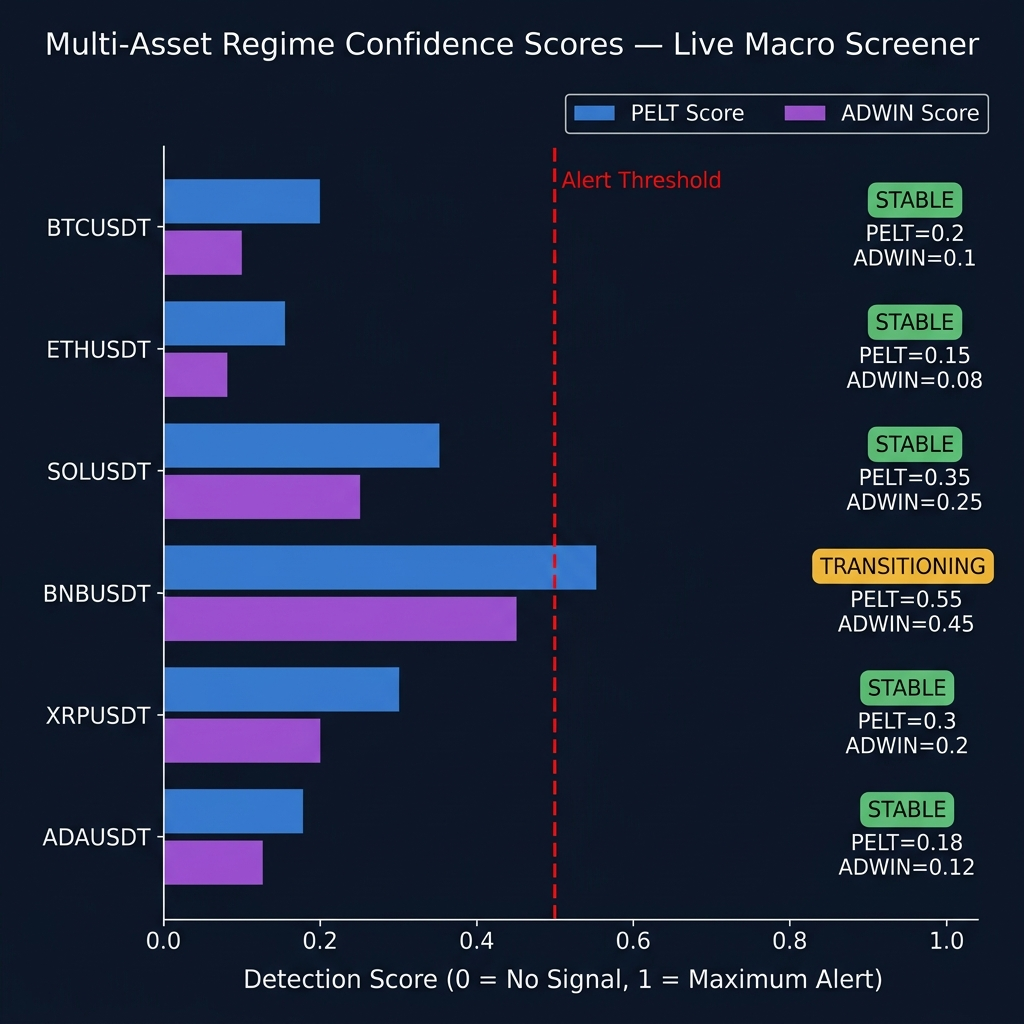 Multi-Asset Regime Confidence Scores — Live Macro Screener
PELT Score
ADWIN Score
Alert Threshold
BTCUSDT
STABLE
PELT=0.2
ADWIN=0.1
ETHUSDT
STABLE
PELT=0.15
ADWIN=0.08
SOLUSDT
STABLE
PELT=0.35
ADWIN=0.25
BNBUSDT
TRANSITIONING
PELT=0.55
ADWIN=0.45
XRPUSDT
STABLE
PELT=0.3
ADWIN=0.2
ADAUSDT
STABLE
PELT=0.18
ADWIN=0.12
0.0 0.2 0.4 0.6 0.8 1.0
Detection Score (0 = No Signal, 1 = Maximum Alert)